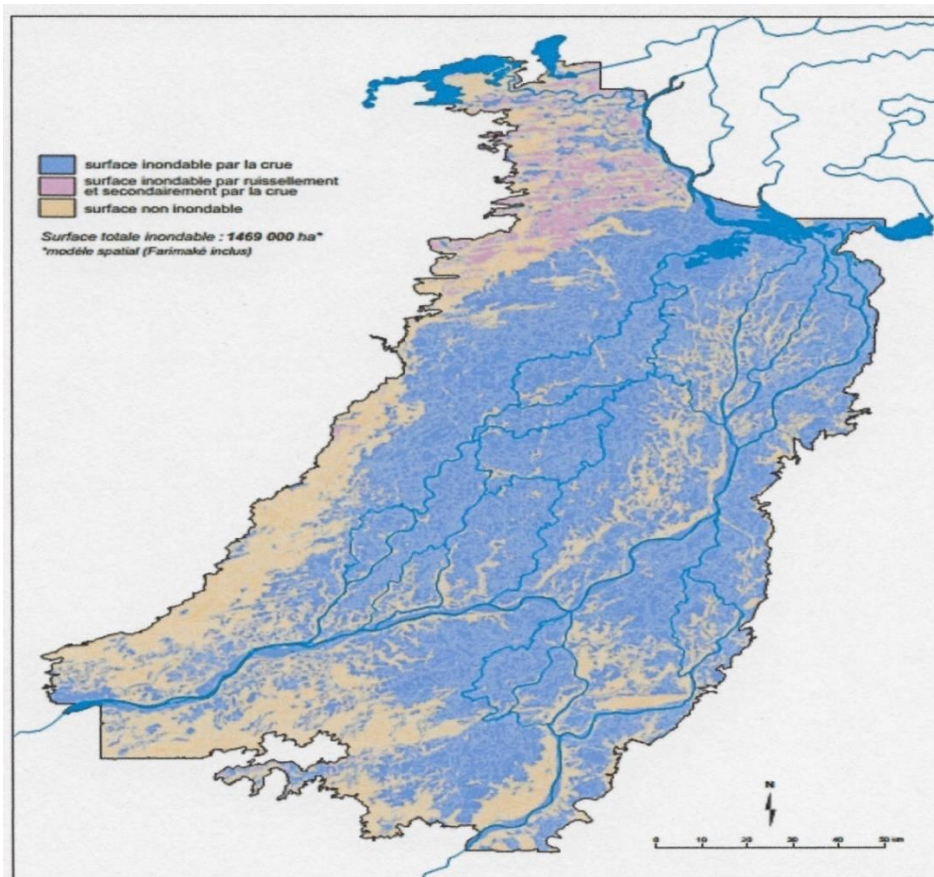 surface inondable par la crue
surface inondable par ruissellement
et secondairement par la crue
surface non inondable
Surface totale inondable : 1469 000 ha*
*modèle spatial (Farimaké inclus)
N
0 10 20 30 40 50 km